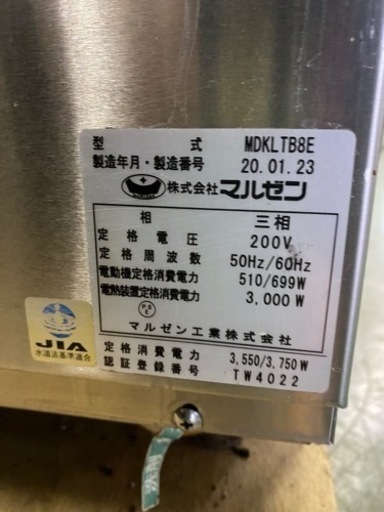 型 式 MDKLTB8E
製造年月・製造番号 20.01.23
株式会社マルゼン
相 三相
定格電圧 200V
定格周波数 50Hz/60Hz
電動機定格消費電力 510/699W
電熱装置定格消費電力 3,000 W
マルゼン工業株式会社
定格消費電力 3,550/3,750W
認証登録番号 TW4022
JIA
水道法基準適合